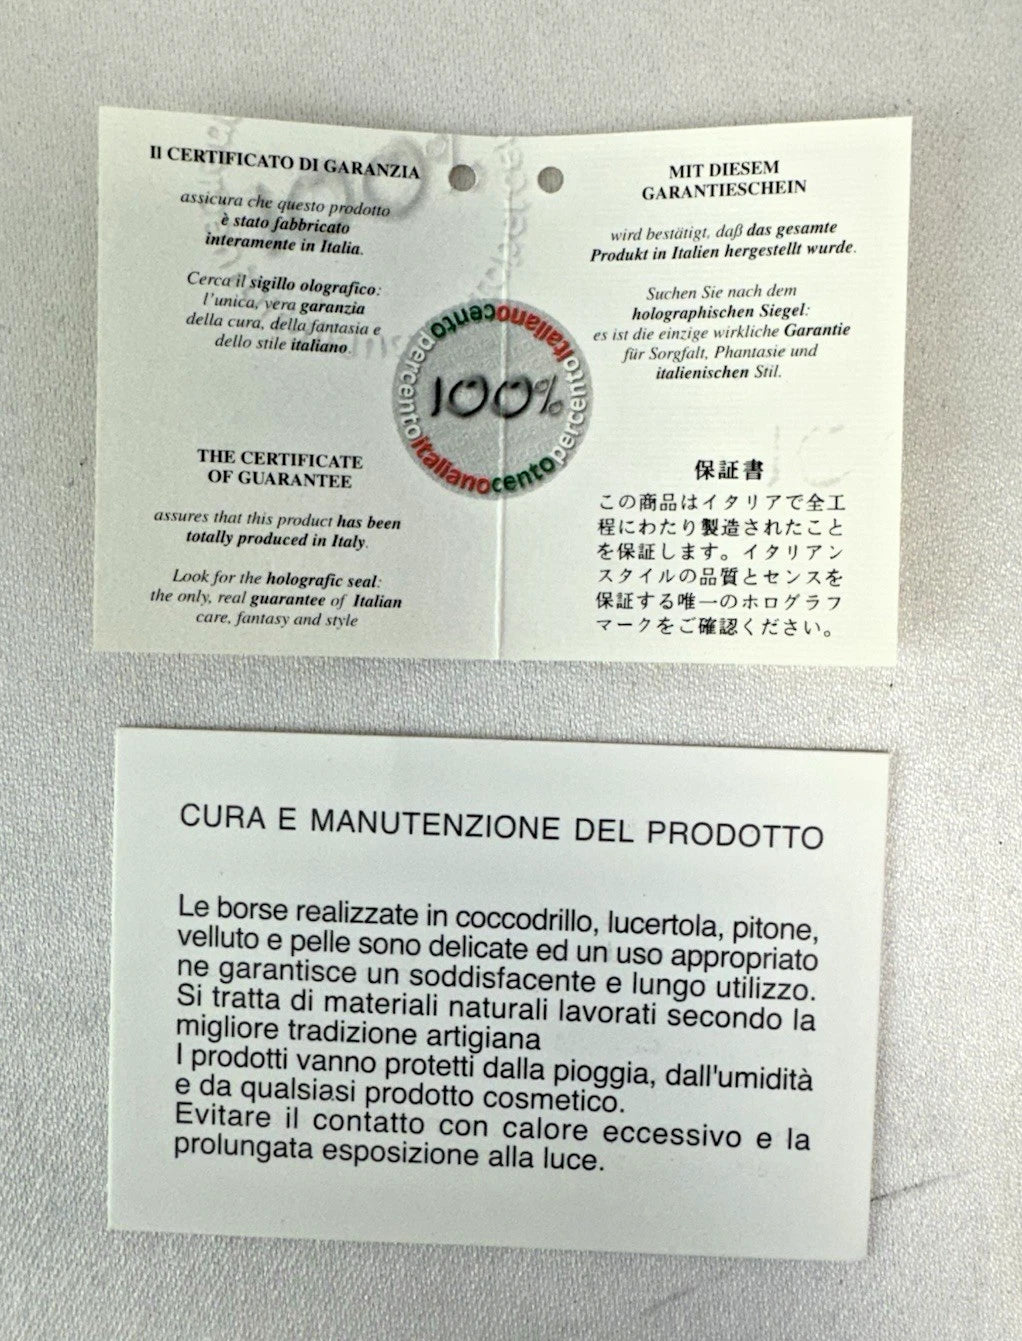 Il CERTIFICATO DI GARANZIA
assicura che questo prodotto
è stato fabbricato
interamente in Italia.
Cerca il sigillo olografico:
l'unica, vera garanzia
della cura, della fantasia e
dello stile italiano.
THE CERTIFICATE
OF GUARANTEE
assures that this product has been
totally produced in Italy.
Look for the holografic seal:
the only, real guarantee of Italian
care, fantasy and style
100%
percentoitalianocentopercentoitalianocento
MIT DIESEM
GARANTIESCHEIN
wird bestätigt, daß das gesamte
Produkt in Italien hergestellt wurde.
Suchen Sie nach dem
holographischen Siegel:
es ist die einzige wirkliche Garantie
für Sorgfalt, Phantasie und
italienischen Stil.
保証書
この商品はイタリアで全工
程にわたり製造されたこと
を保証します。イタリアン
スタイルの品質とセンスを
保証する唯一のホログラフ
マークをご確認ください。
CURA E MANUTENZIONE DEL PRODOTTO
Le borse realizzate in coccodrillo, lucertola, pitone,
velluto e pelle sono delicate ed un uso appropriato
ne garantisce un soddisfacente e lungo utilizzo.
Si tratta di materiali naturali lavorati secondo la
migliore tradizione artigiana
I prodotti vanno protetti dalla pioggia, dall'umidità
e da qualsiasi prodotto cosmetico.
Evitare il contatto con calore eccessivo e la
prolungata esposizione alla luce.